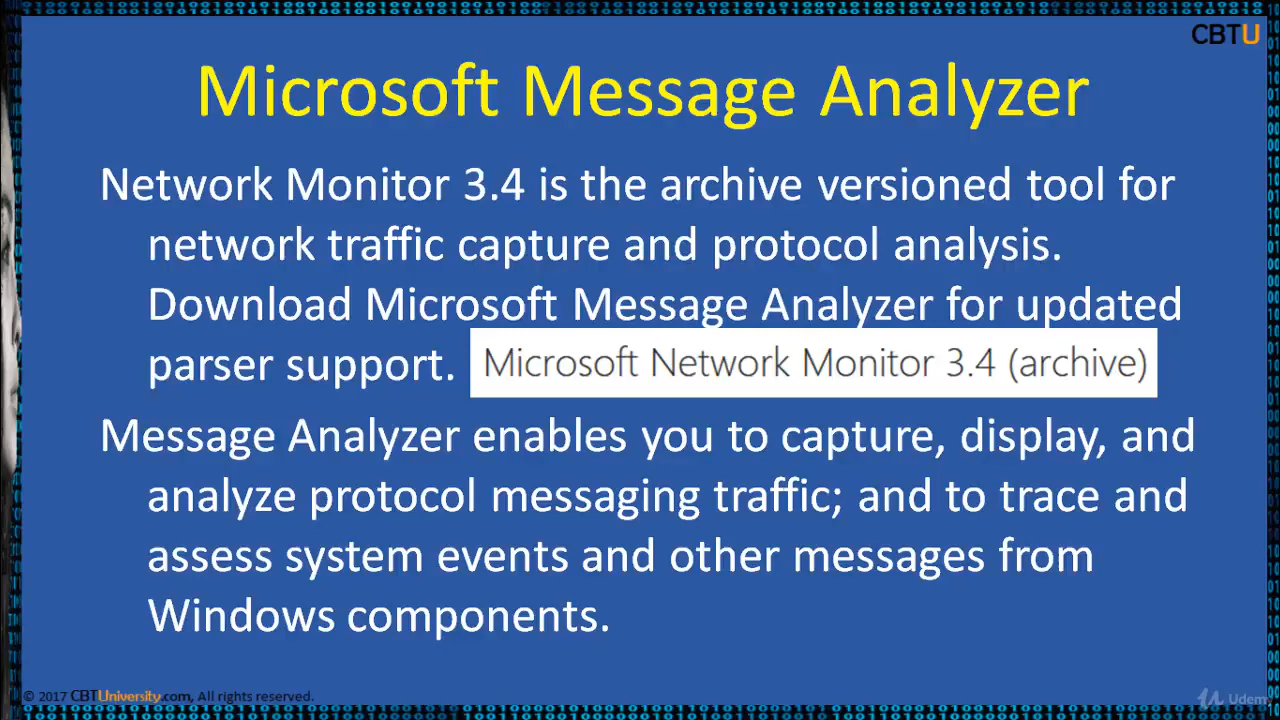 CBTU
Microsoft Message Analyzer
Network Monitor 3.4 is the archive versioned tool for
network traffic capture and protocol analysis.
Download Microsoft Message Analyzer for updated
parser support.
Microsoft Network Monitor 3.4 (archive)
Message Analyzer enables you to capture, display, and
analyze protocol messaging traffic; and to trace and
assess system events and other messages from
Windows components.
© 2017 CBTUniversity.com, All rights reserved.
Udemy